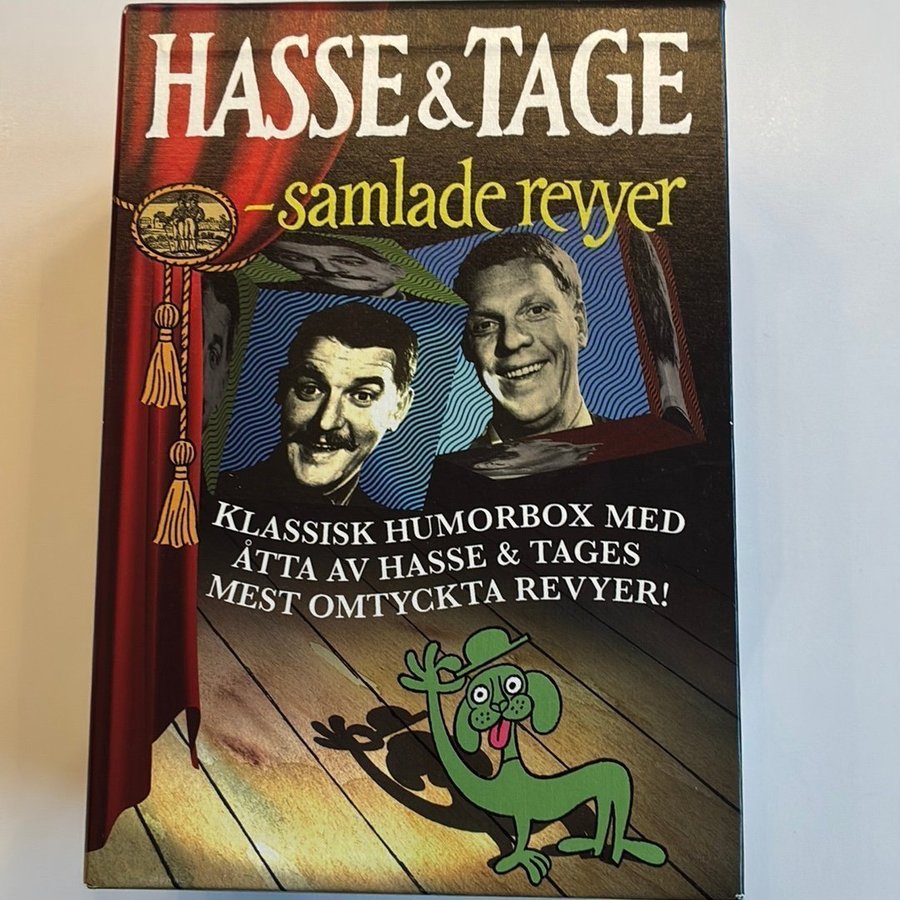 HASSE & TAGE
- samlade revyer
KLASSISK HUMORBOX MED
ÅTTA AV HASSE & TAGES
MEST OMTYCKTA REVYER!